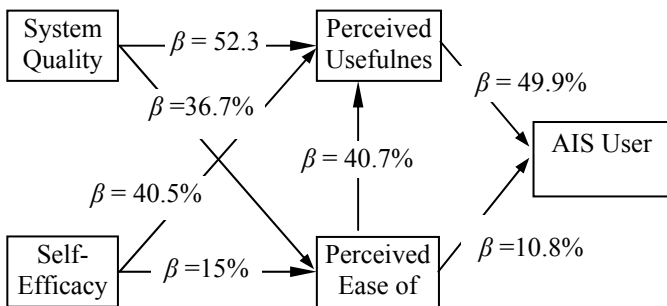 System
Quality
β = 52.3
Perceived
Usefulnes
β =36.7%
β = 49.9%
β = 40.7%
AIS User
β = 40.5%
Self-
Efficacy
β =15%
Perceived
Ease of
β =10.8%